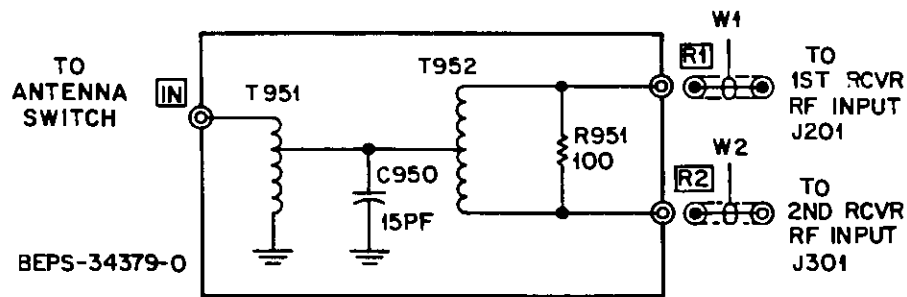 TO
ANTENNA
SWITCH
IN
T951
C950
15PF
BEPS-34379-O
T952
R951
100
R1
W1
TO
1ST RCVR
RF INPUT
J201
R2
W2
TO
2ND RCVR
RF INPUT
J301